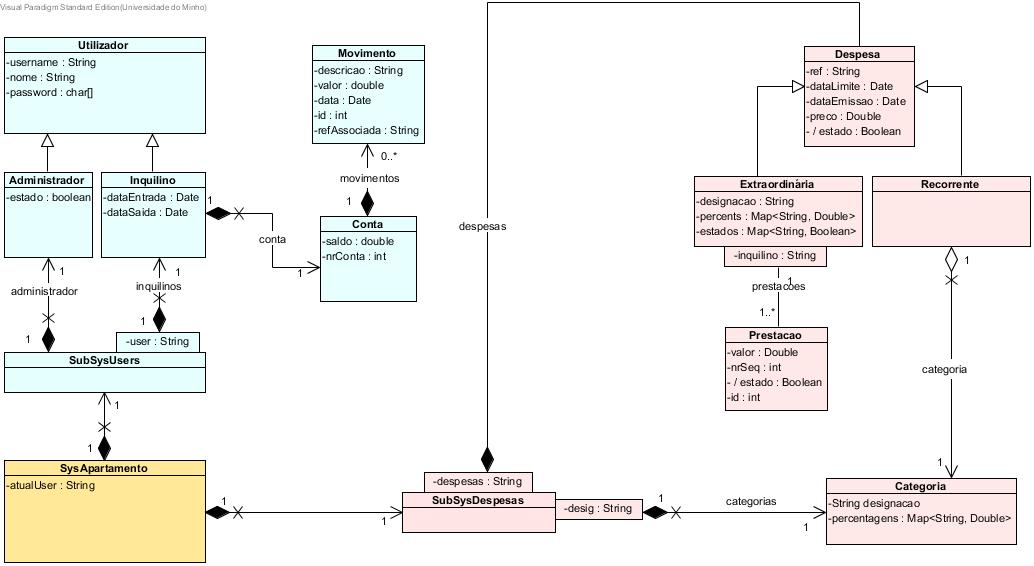 Visual Paradigm Standard Edition(Universidade do Minho)
Utilizador
-username : String
-nome : String
-password : char[]
Movimento
-descricao : String
-valor : double
-data : Date
-id : int
-refAssociada : String
Despesa
-ref : String
-dataLimite : Date
-dataEmissao : Date
-preco : Double
- / estado : Boolean
0..*
movimentos
1
Administrador
-estado : boolean
Inquilino
-dataEntrada : Date
-dataSaida : Date
1
conta
1
Conta
-saldo : double
-nrConta : int
despesas
Extraordinària
-designacao : String
-percents : Map<String, Double>
-estados : Map<String, Boolean>
-inquilino : String
Recorrente
1
administrador
1
1
inquilinos
1
-user : String
SubSysUsers
1
prestacoes
1..*
Prestacao
-valor : Double
-nrSeq : int
- / estado : Boolean
-id : int
1
categoria
1
1
1
SysApartamento
-atualUser : String
1
1
-despesas : String
SubSysDespesas
-desig : String
1
categorias
1
Categoria
-String designacao
-percentagens : Map<String, Double>